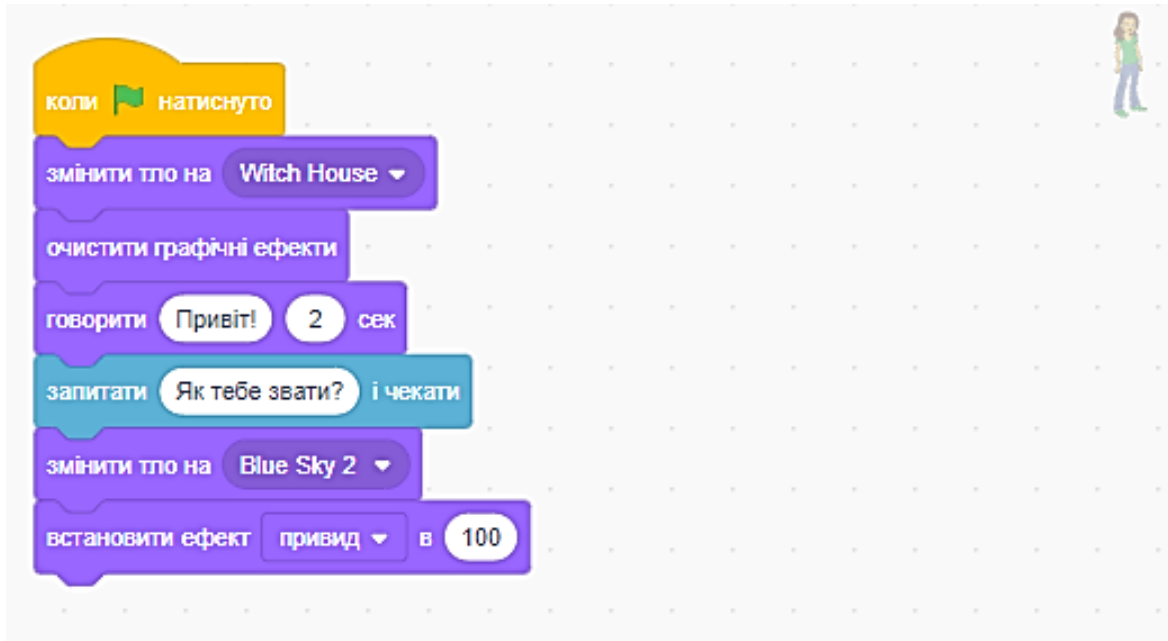 коли натиснуто
змінити тло на Witch House
очистити графічні ефекти
говорити Привіт! 2 сек
запитати Як тебе звати? і чекати
змінити тло на Blue Sky 2
встановити ефект привид в 100